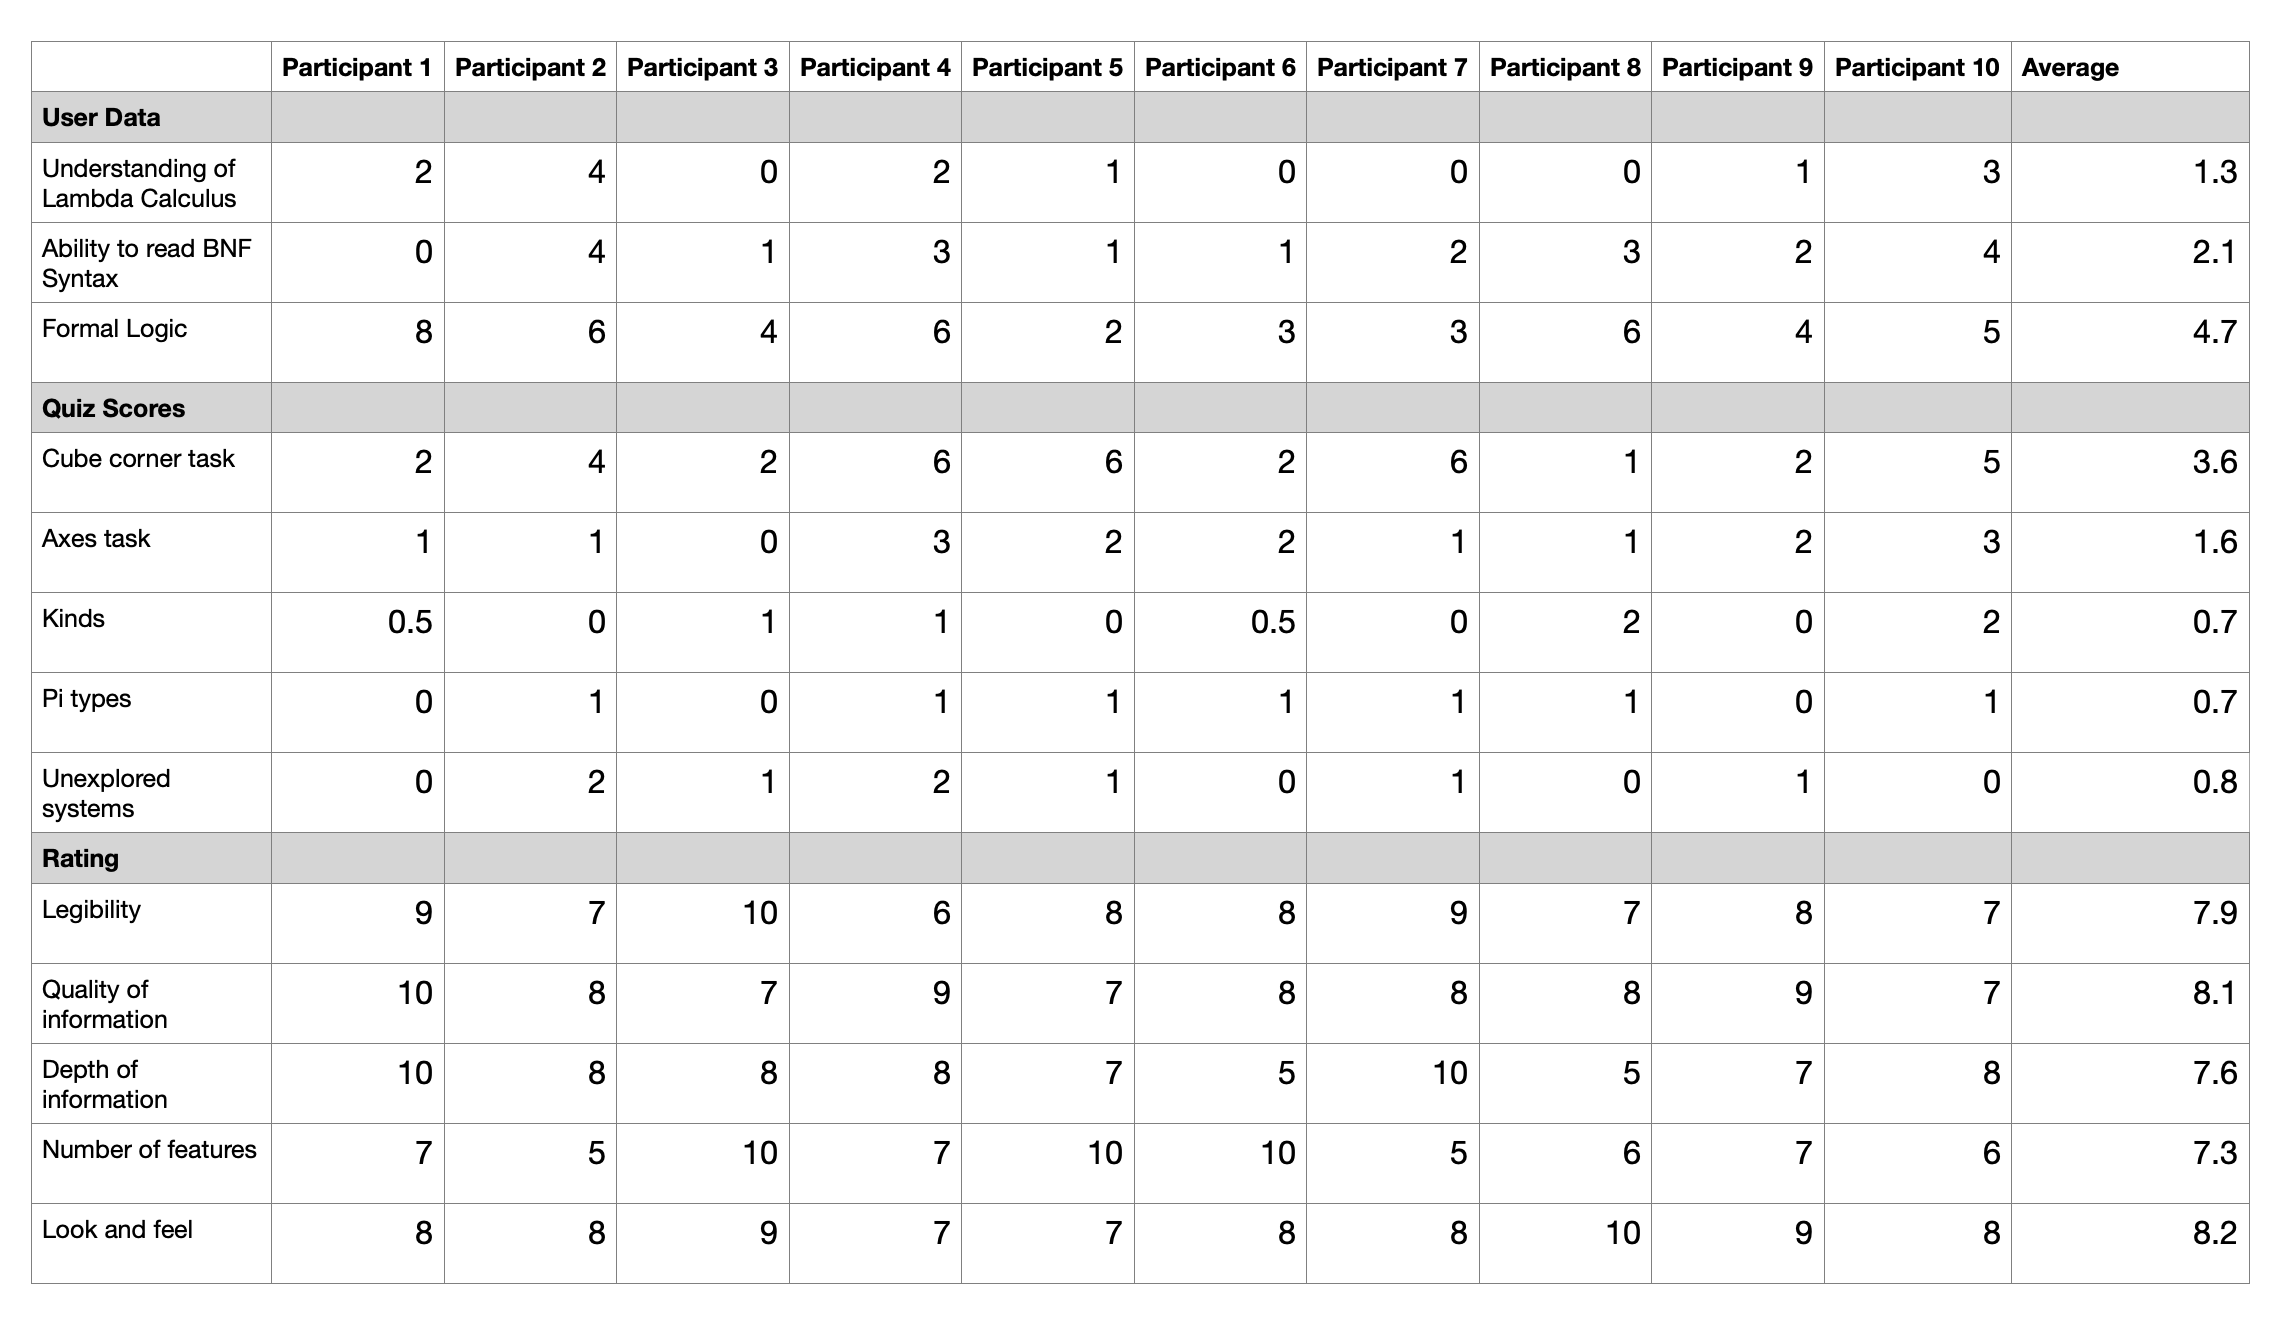 Participant 1 Participant 2 Participant 3 Participant 4 Participant 5 Participant 6 Participant 7 Participant 8 Participant 9 Participant 10 Average
User Data
Understanding of
Lambda Calculus
2 4 0 2 1 0 0 0 1 3 1.3
Ability to read BNF
Syntax
0 4 1 3 1 1 2 3 2 4 2.1
Formal Logic 8 6 4 6 2 3 3 6 4 5 4.7
Quiz Scores
Cube corner task 2 4 2 6 6 2 6 1 2 5 3.6
Axes task 1 1 0 3 2 2 1 1 2 3 1.6
Kinds 0.5 0 1 1 0 0.5 0 2 0 2 0.7
Pi types 0 1 0 1 1 1 1 1 0 1 0.7
Unexplored
systems
0 2 1 2 1 0 1 0 1 0 0.8
Rating
Legibility 9 7 10 6 8 8 9 7 8 7 7.9
Quality of
information
10 8 7 9 7 8 8 8 9 7 8.1
Depth of
information
10 8 8 8 7 5 10 5 7 8 7.6
Number of features 7 5 10 7 10 10 5 6 7 6 7.3
Look and feel 8 8 9 7 7 8 8 10 9 8 8.2